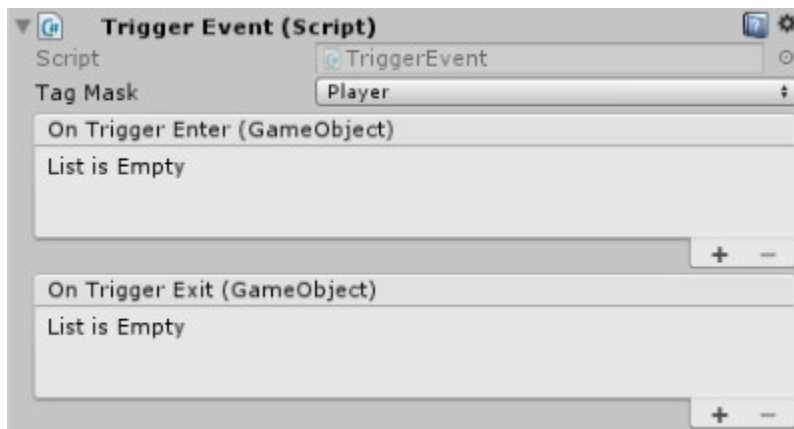 Trigger Event (Script)
Script TriggerEvent
Tag Mask Player
On Trigger Enter (GameObject)
List is Empty
+ −
On Trigger Exit (GameObject)
List is Empty
+ −